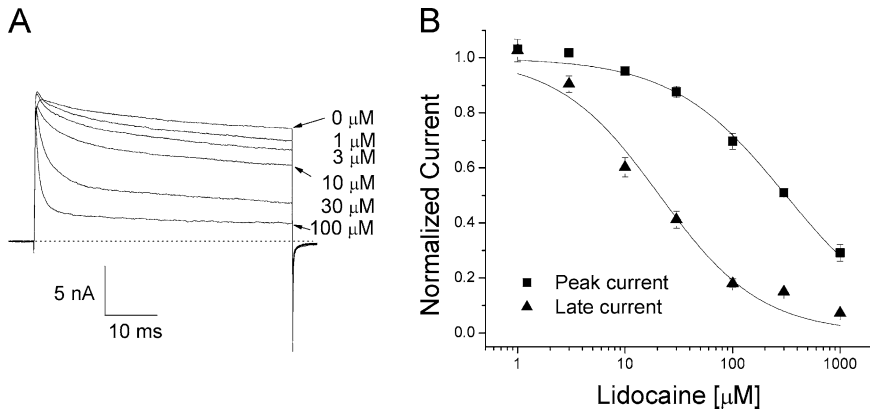 A
0 μM
1 μM
3 μM
10 μM
30 μM
100 μM
5 nA
10 ms
B
Normalized Current
1.0
0.8
0.6
0.4
0.2
0.0
Peak current
Late current
1 10 100 1000
Lidocaine [μM]